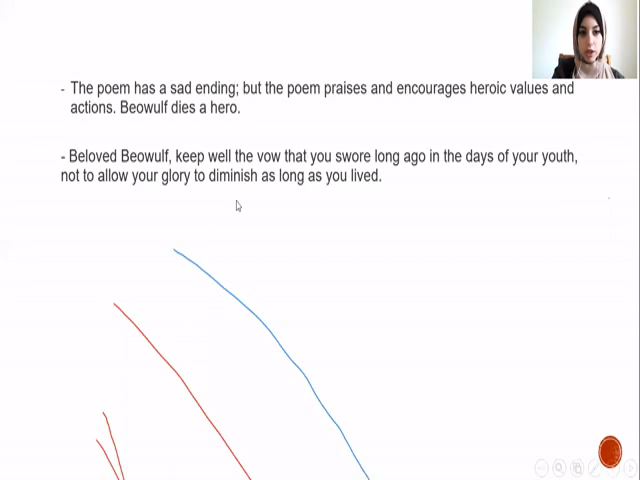 - The poem has a sad ending; but the poem praises and encourages heroic values and
actions. Beowulf dies a hero.
- Beloved Beowulf, keep well the vow that you swore long ago in the days of your youth,
not to allow your glory to diminish as long as you lived.